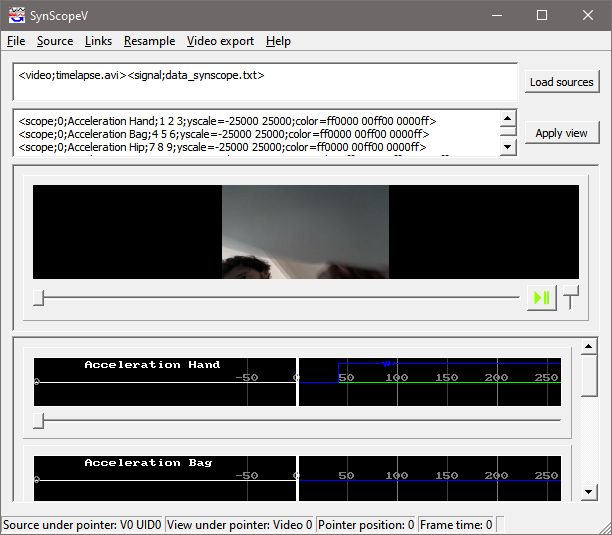 SynScopeV
File Source Links Resample Video export Help
<video;timelapse.avi><signal;data_synscope.txt>
Load sources
<scope;0;Acceleration Hand;1 2 3;yscale=-25000 25000;color=ff0000 00ff00 0000ff>
<scope;0;Acceleration Bag;4 5 6;yscale=-25000 25000;color=ff0000 00ff00 0000ff>
<scope;0;Acceleration Hip;7 8 9;yscale=-25000 25000;color=ff0000 00ff00 0000ff>
Apply view
Acceleration Hand
0 -50 0 50 100 150 200 250
Acceleration Bag
0 -50 0 50 100 150 200 250
Source under pointer: V0 UID0 View under pointer: Video 0 Pointer position: 0 Frame time: 0